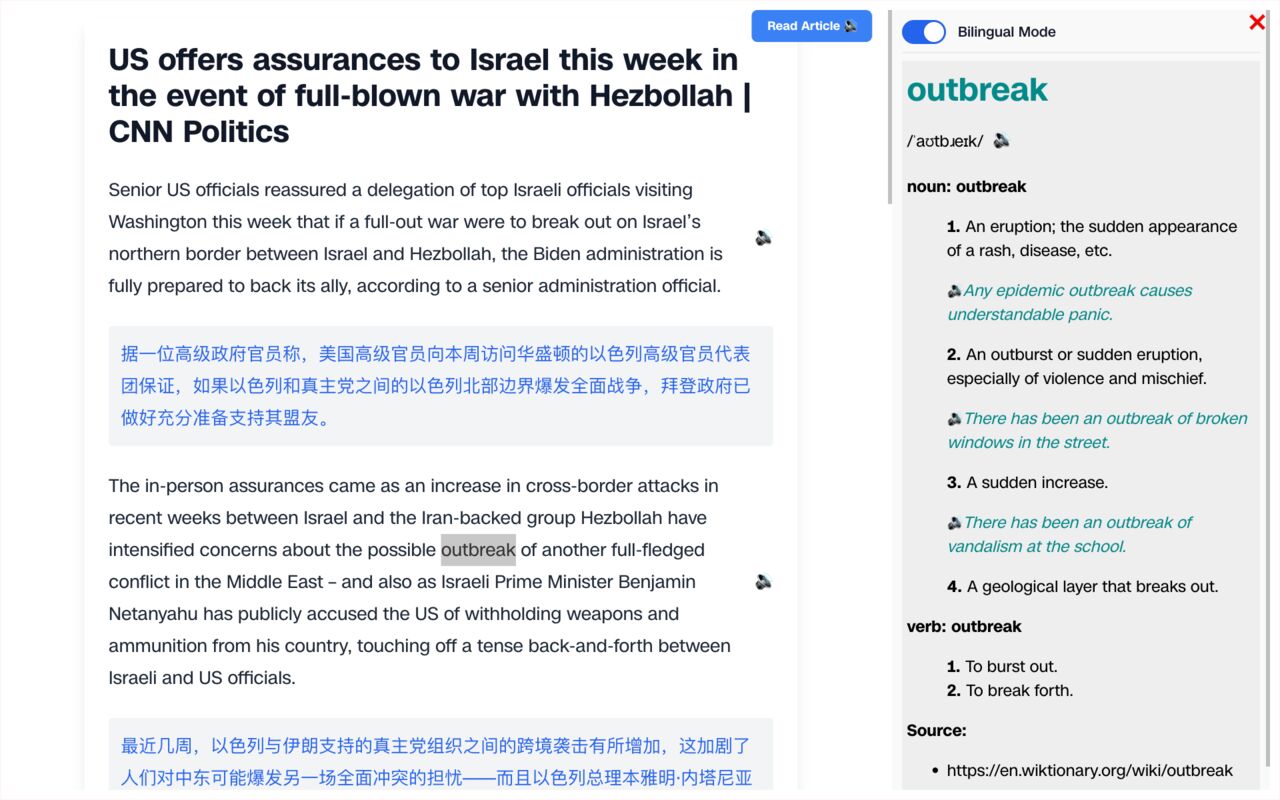 Read Article
US offers assurances to Israel this week in
the event of full-blown war with Hezbollah |
CNN Politics
Senior US officials reassured a delegation of top Israeli officials visiting
Washington this week that if a full-out war were to break out on Israel’s
northern border between Israel and Hezbollah, the Biden administration is
fully prepared to back its ally, according to a senior administration official.
据一位高级政府官员称，美国高级官员向本周访问华盛顿的以色列高级官员代表
团保证，如果以色列和真主党之间的以色列北部边界爆发全面战争，拜登政府已
做好充分准备支持其盟友。
The in-person assurances came as an increase in cross-border attacks in
recent weeks between Israel and the Iran-backed group Hezbollah have
intensified concerns about the possible outbreak of another full-fledged
conflict in the Middle East – and also as Israeli Prime Minister Benjamin
Netanyahu has publicly accused the US of withholding weapons and
ammunition from his country, touching off a tense back-and-forth between
Israeli and US officials.
最近几周，以色列与伊朗支持的真主党组织之间的跨境袭击有所增加，这加剧了
人们对中东可能爆发另一场全面冲突的担忧——而且以色列总理本雅明·内塔尼亚
Bilingual Mode
outbreak
/ˈaʊtbɹeɪk/
noun: outbreak
1. An eruption; the sudden appearance
of a rash, disease, etc.
Any epidemic outbreak causes
understandable panic.
2. An outburst or sudden eruption,
especially of violence and mischief.
There has been an outbreak of broken
windows in the street.
3. A sudden increase.
There has been an outbreak of
vandalism at the school.
4. A geological layer that breaks out.
verb: outbreak
1. To burst out.
2. To break forth.
Source:
• https://en.wiktionary.org/wiki/outbreak